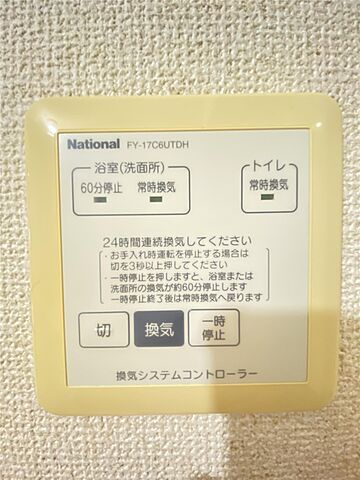 National FY-17C6UTDH
浴室(洗面所)
60分停止 常時換気
トイレ
常時換気
24時間連続換気してください
・お手入れ時運転を停止する場合は
切を3秒以上押してください
・一時停止を押しますと、浴室または
洗面所の換気が約60分停止します
一時停止終了後は常時換気へ戻ります
切
換気
一時
停止
換気システムコントローラー